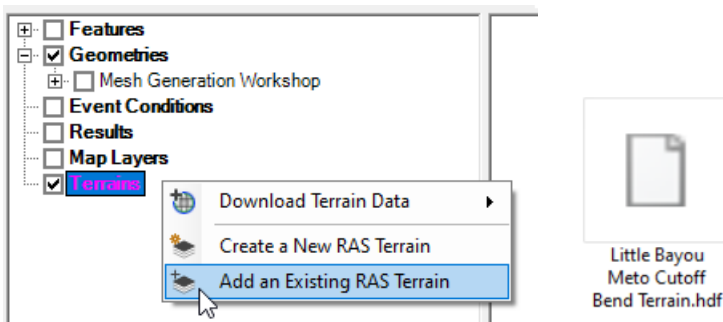 Features
Geometries
Mesh Generation Workshop
Event Conditions
Results
Map Layers
Terrains
Download Terrain Data
Create a New RAS Terrain
Add an Existing RAS Terrain
Little Bayou
Meto Cutoff
Bend Terrain.hdf